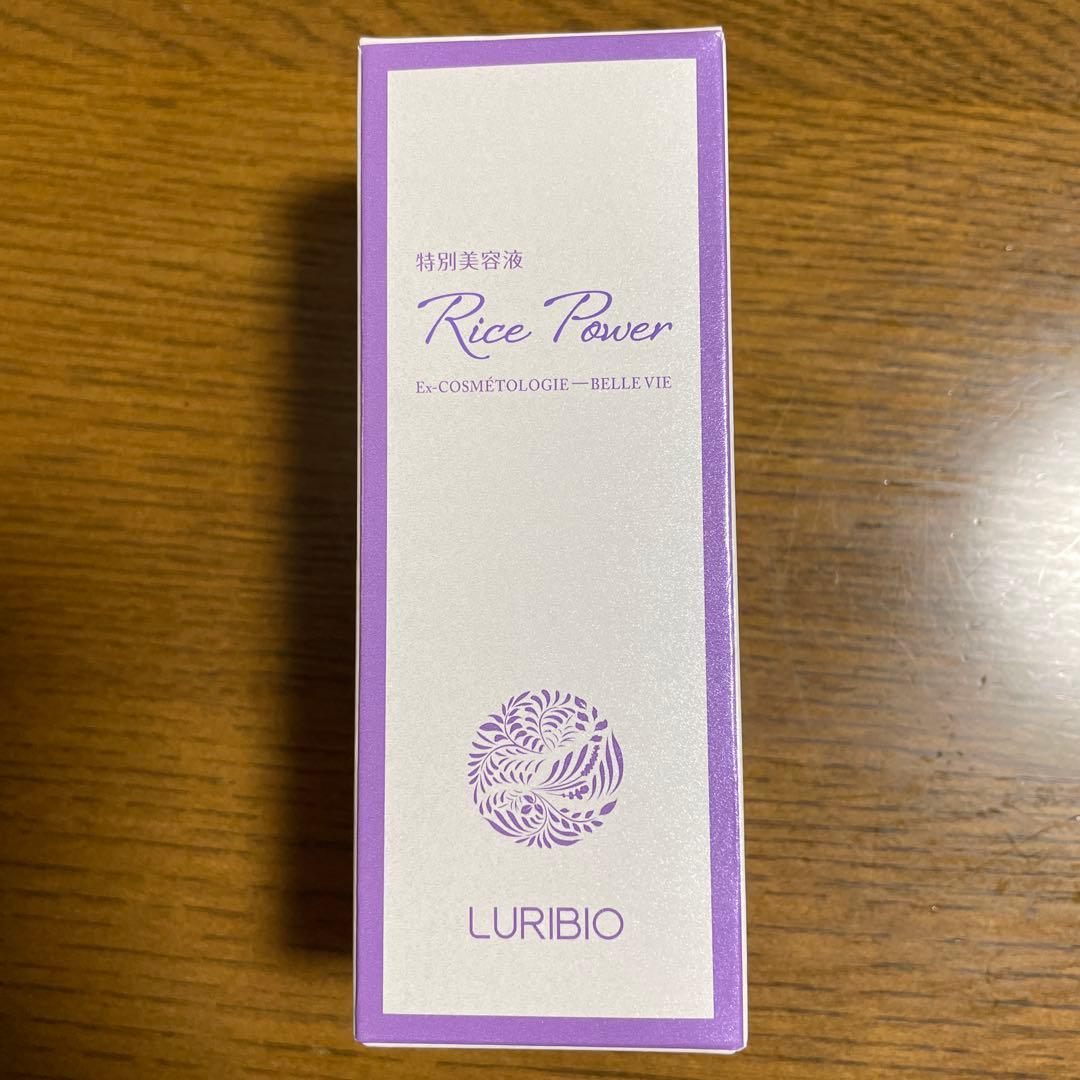 特別美容液
Rice Power
Ex-COSMÉTOLOGIE—BELLE VIE
LURIBIO